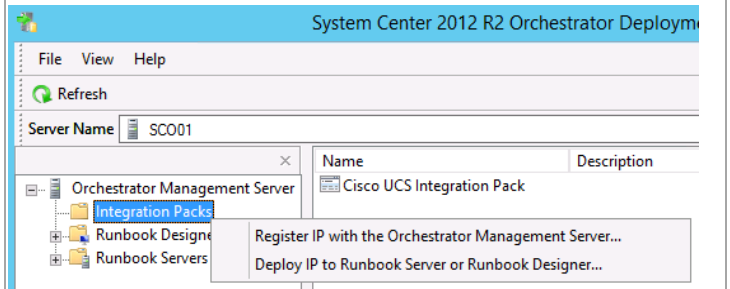 System Center 2012 R2 Orchestrator Deploym
File View Help
Refresh
Server Name SCO01
Name Description
Orchestrator Management Server
Cisco UCS Integration Pack
Integration Packs
Runbook Designe
Register IP with the Orchestrator Management Server...
Runbook Servers
Deploy IP to Runbook Server or Runbook Designer...